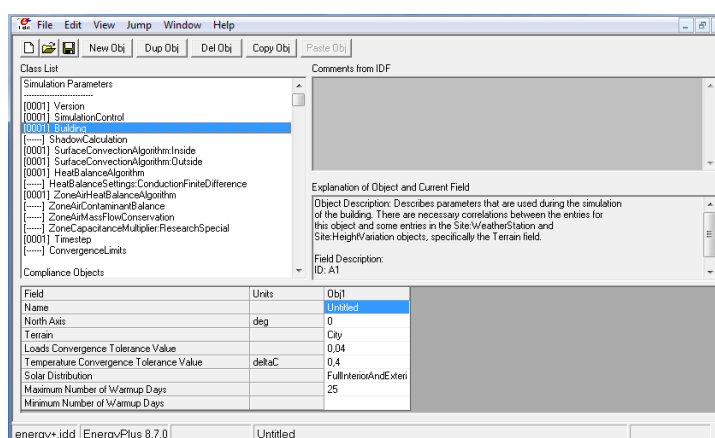 File Edit View Jump Window Help
New Obj Dup Obj Del Obj Copy Obj Paste Obj
Class List
Simulation Parameters
------------------------
[0001] Version
[0001] SimulationControl
[0001] Building
[------] ShadowCalculation
[0001] SurfaceConvectionAlgorithm:Inside
[0001] SurfaceConvectionAlgorithm:Outside
[0001] HeatBalanceAlgorithm
[------] HeatBalanceSettings:ConductionFiniteDifference
[0001] ZoneAirHeatBalanceAlgorithm
[------] ZoneAirContaminantBalance
[------] ZoneAirMassFlowConservation
[------] ZoneCapacitanceMultiplier:ResearchSpecial
[0001] Timestep
[------] ConvergenceLimits
Compliance Objects
Comments from IDF
Explanation of Object and Current Field
Object Description: Describes parameters that are used during the simulation
of the building. There are necessary correlations between the entries for
this object and some entries in the Site:WeatherStation and
Site:HeightVariation objects, specifically the Terrain field.
Field Description:
ID: A1
Field Units Obj1
Name Untitled
North Axis deg 0
Terrain City
Loads Convergence Tolerance Value 0,04
Temperature Convergence Tolerance Value deltaC 0,4
Solar Distribution FullInteriorAndExteri
Maximum Number of Warmup Days 25
Minimum Number of Warmup Days
energy+.idd EnergyPlus 8.7.0 Untitled